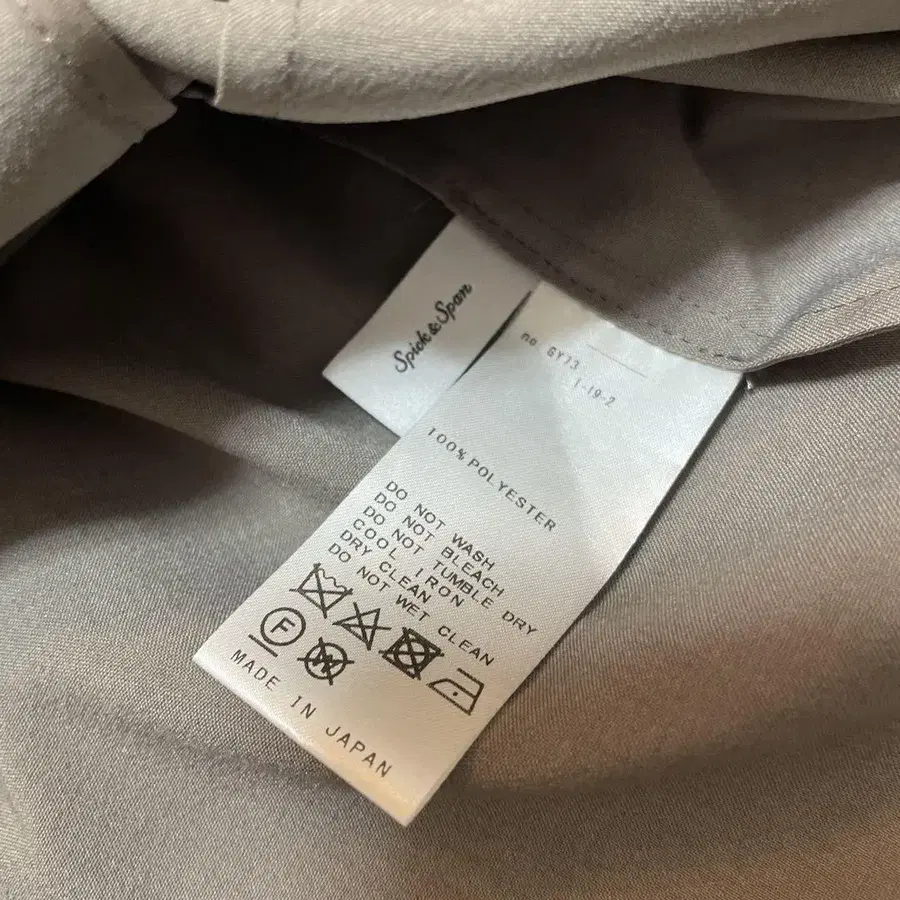 Spick & Span
no. GY73
1-19-2
100% POLYESTER
DO NOT WASH
DO NOT BLEACH
DO NOT TUMBLE DRY
COOL IRON
DRY CLEAN
DO NOT WET CLEAN
F
W
MADE IN JAPAN